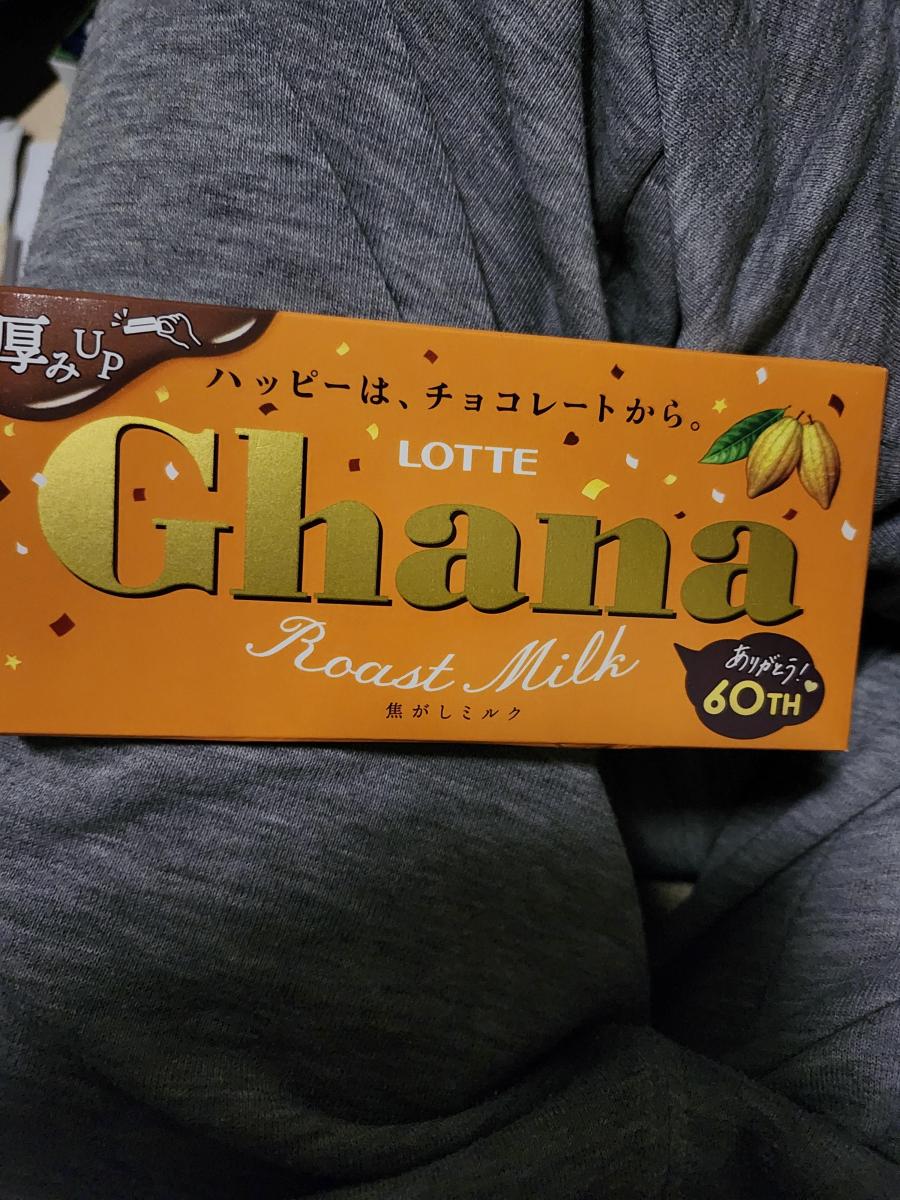 厚みUP
ハッピーは、チョコレートから。
LOTTE
Ghana
Roast Milk
焦がしミルク
ありがとう!
60TH